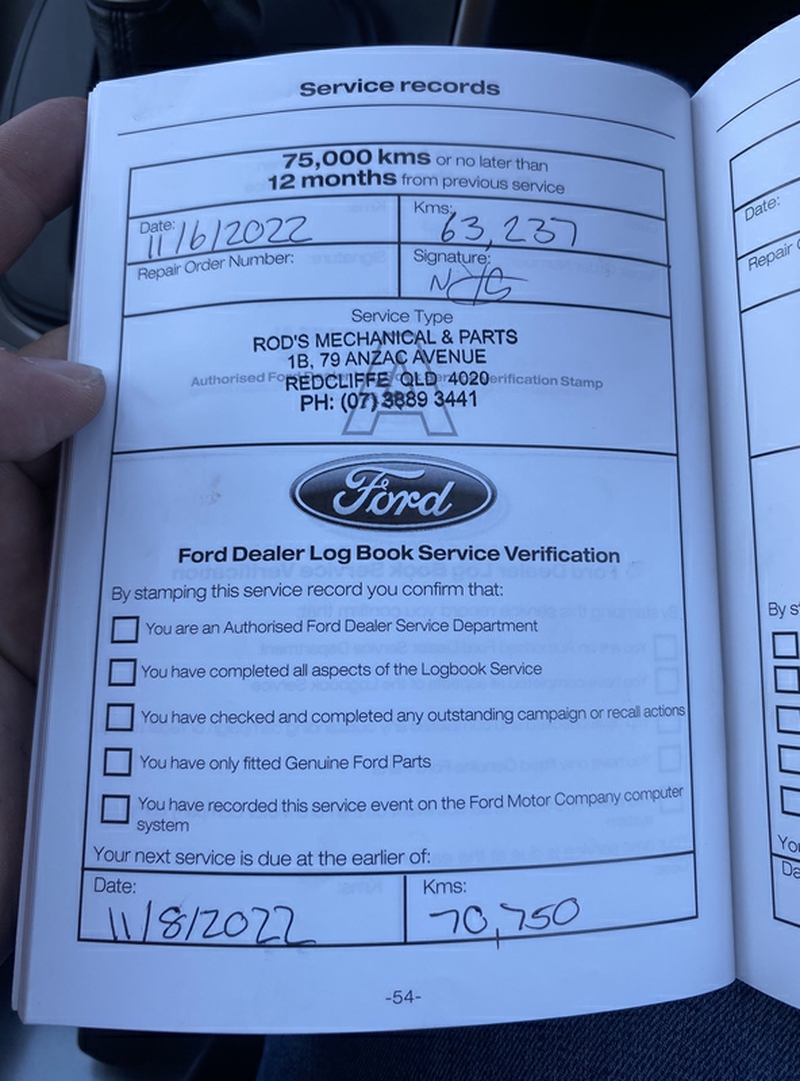 Service records
75,000 kms or no later than
12 months from previous service
Date: 11/6/2022
Kms: 63,237
Repair Order Number:
Signature:
Service Type
ROD'S MECHANICAL & PARTS
1B, 79 ANZAC AVENUE
REDCLIFFE QLD 4020
PH: (07) 3889 3441
Authorised Verification Stamp
A
Ford
Ford Dealer Log Book Service Verification
By stamping this service record you confirm that:
You are an Authorised Ford Dealer Service Department
You have completed all aspects of the Logbook Service
You have checked and completed any outstanding campaign or recall actions
You have only fitted Genuine Ford Parts
You have recorded this service event on the Ford Motor Company computer
system
Your next service is due at the earlier of:
Date: 11/8/2022
Kms: 70,750
-54-
Date:
Repair
By